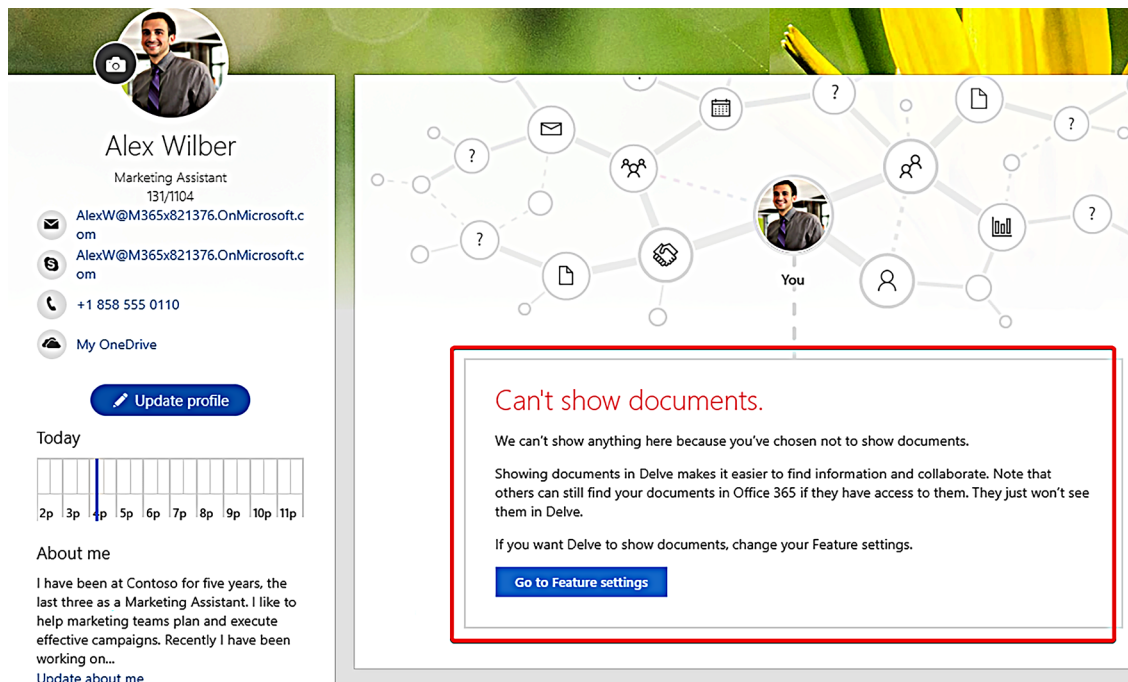 Alex Wilber
Marketing Assistant
131/1104
AlexW@M365x821376.OnMicrosoft.c
om
AlexW@M365x821376.OnMicrosoft.c
om
+1 858 555 0110
My OneDrive
Update profile
Today
2p 3p 4p 5p 6p 7p 8p 9p 10p 11p
About me
I have been at Contoso for five years, the
last three as a Marketing Assistant. I like to
help marketing teams plan and execute
effective campaigns. Recently I have been
working on...
Update about me
?
?
?
?
?
?
You
Can't show documents.
We can't show anything here because you've chosen not to show documents.
Showing documents in Delve makes it easier to find information and collaborate. Note that
others can still find your documents in Office 365 if they have access to them. They just won't see
them in Delve.
If you want Delve to show documents, change your Feature settings.
Go to Feature settings